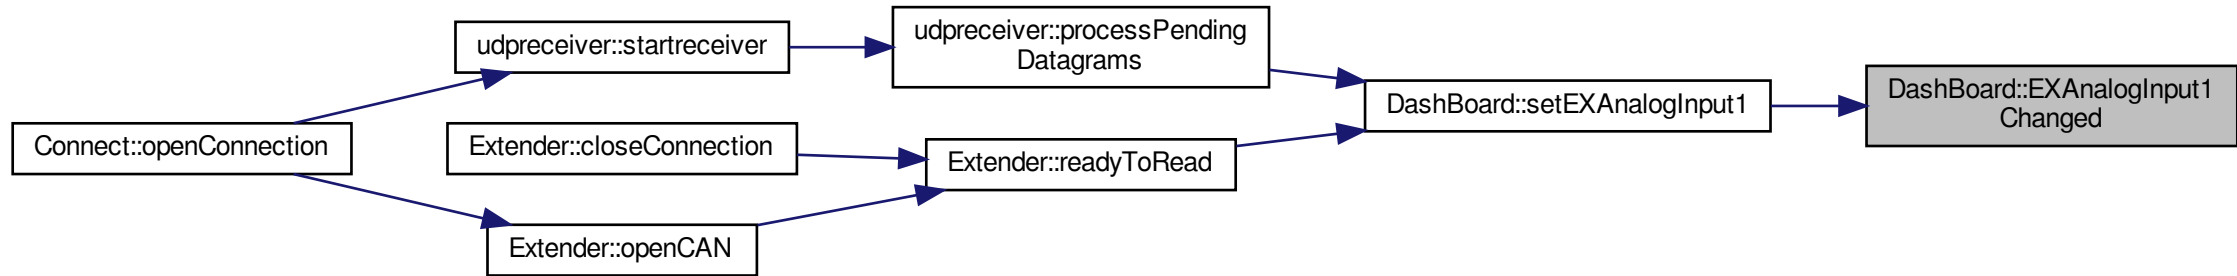 udpreceiver::startreceiver
udpreceiver::processPending
Datagrams
DashBoard::setEXAnalogInput1
DashBoard::EXAnalogInput1
Changed
Connect::openConnection
Extender::closeConnection
Extender::readyToRead
Extender::openCAN